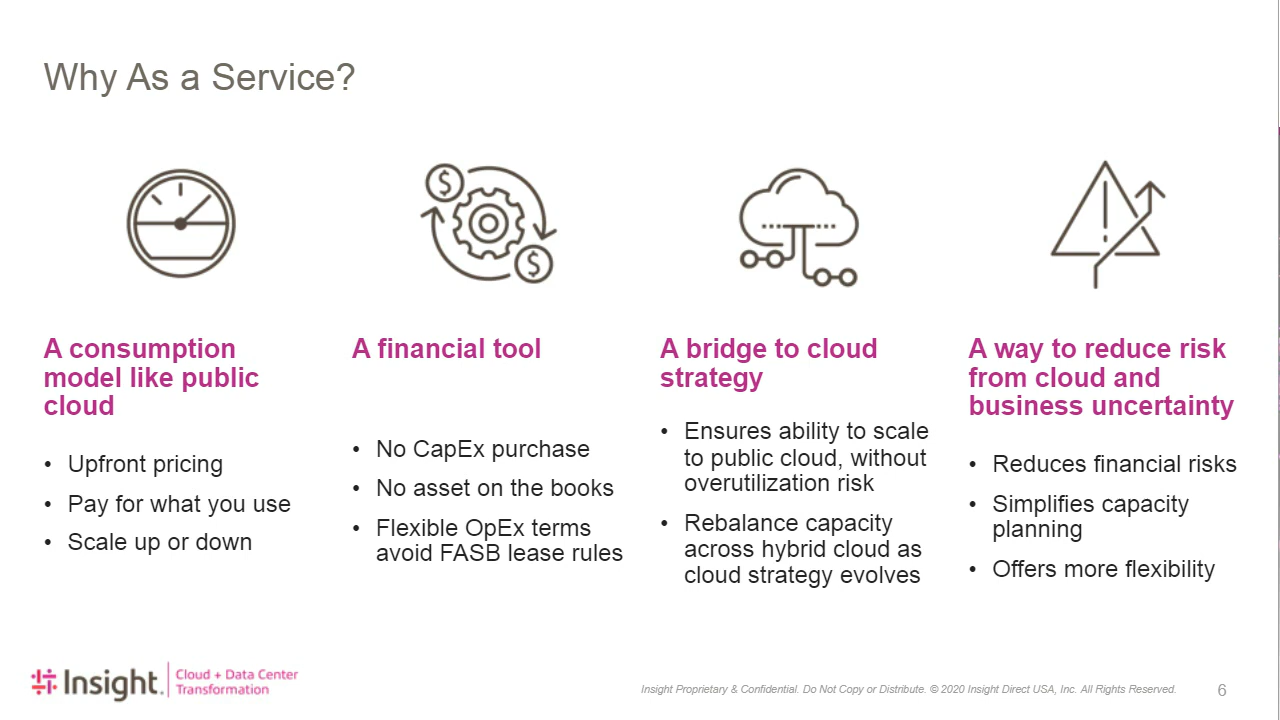 Why As a Service?
$
$
A consumption
model like public
cloud
• Upfront pricing
• Pay for what you use
• Scale up or down
A financial tool
• No CapEx purchase
• No asset on the books
• Flexible OpEx terms
avoid FASB lease rules
A bridge to cloud
strategy
• Ensures ability to scale
to public cloud, without
overutilization risk
• Rebalance capacity
across hybrid cloud as
cloud strategy evolves
A way to reduce risk
from cloud and
business uncertainty
• Reduces financial risks
• Simplifies capacity
planning
• Offers more flexibility
Insight.
Cloud + Data Center
Transformation
Insight Proprietary & Confidential. Do Not Copy or Distribute. © 2020 Insight Direct USA, Inc. All Rights Reserved.
6